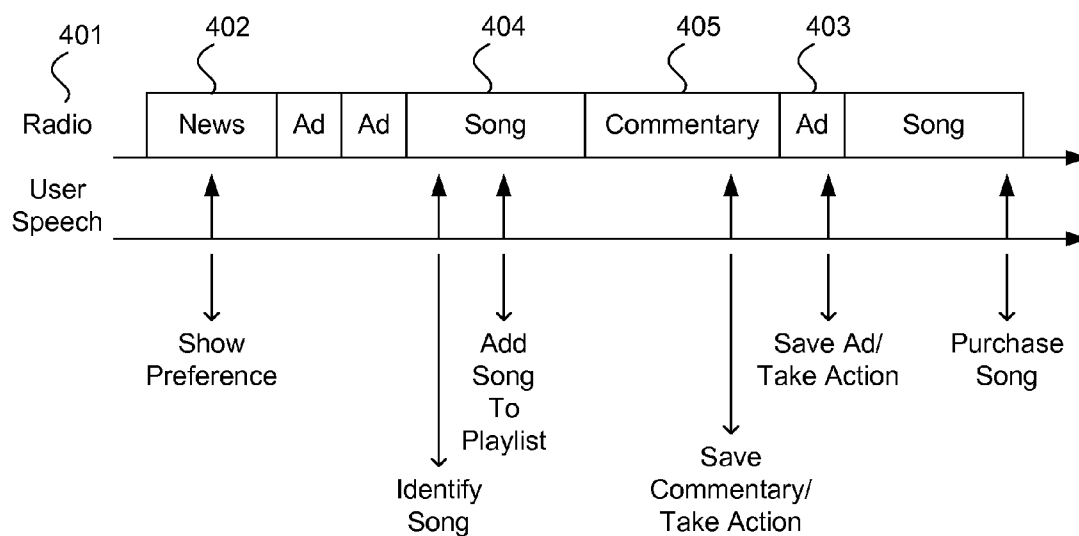 401
402
404
405
403
Radio
News
Ad
Ad
Song
Commentary
Ad
Song
User
Speech
Show
Preference
Add
Song
To
Playlist
Save Ad/
Take Action
Purchase
Song
Identify
Song
Save
Commentary/
Take Action